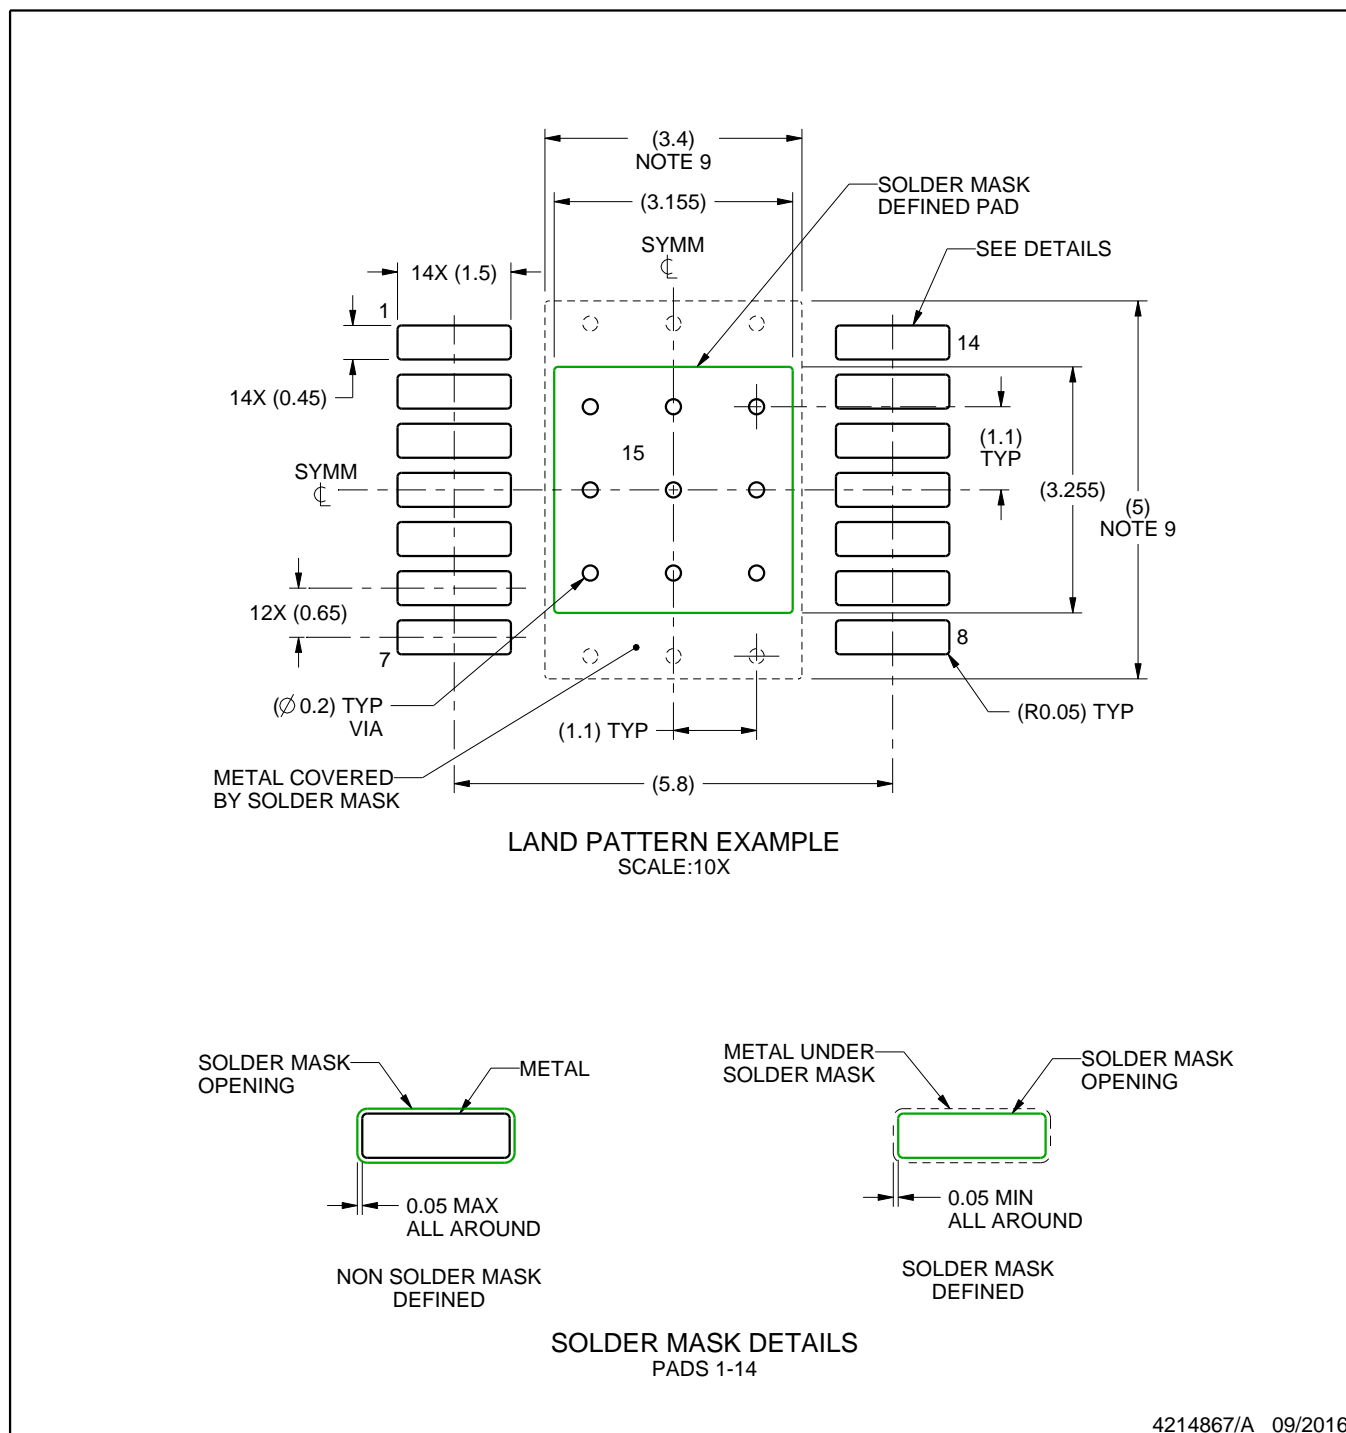 (3.4)
NOTE 9
SOLDER MASK
DEFINED PAD
(3.155)
SYMM
℄
SEE DETAILS
14X (1.5)
1
14
14X (0.45)
(1.1)
TYP
15
SYMM
℄
(3.255)
(5)
NOTE 9
12X (0.65)
7
8
(∅ 0.2) TYP
VIA
(R0.05) TYP
(1.1) TYP
METAL COVERED
BY SOLDER MASK
(5.8)
LAND PATTERN EXAMPLE
SCALE:10X
SOLDER MASK
OPENING
METAL
0.05 MAX
ALL AROUND
NON SOLDER MASK
DEFINED
METAL UNDER
SOLDER MASK
SOLDER MASK
OPENING
0.05 MIN
ALL AROUND
SOLDER MASK
DEFINED
SOLDER MASK DETAILS
PADS 1-14
4214867/A 09/2016